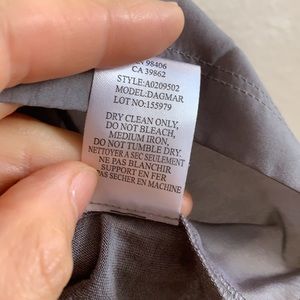 N 98406
CA 39862
STYLE:A0209502
MODEL:DAGMAR
LOT NO:155979
DRY CLEAN ONLY,
DO NOT BLEACH,
MEDIUM IRON,
DO NOT TUMBLE DRY.
NETTOYER A SEC SEULEMENT
NE PAS BLANCHIR
SUPPORT EN FER
PAS SECHER EN MACHINE